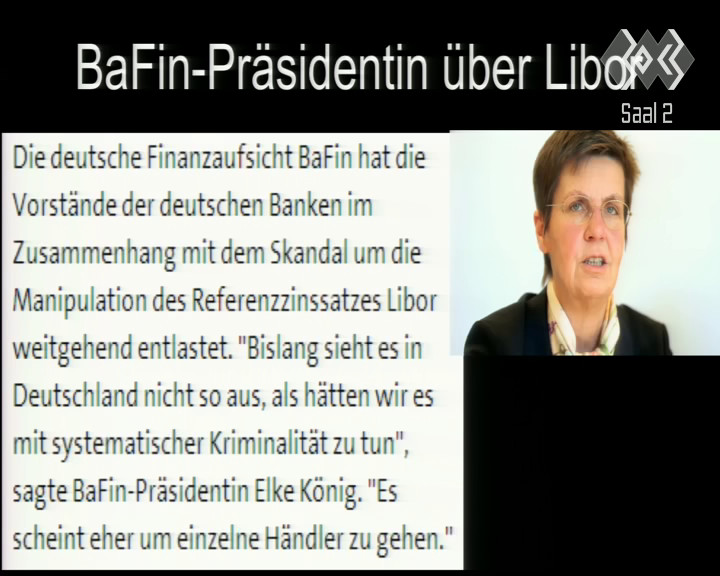 BaFin-Präsidentin über Libor
Saal 2
Die deutsche Finanzaufsicht BaFin hat die
Vorstände der deutschen Banken im
Zusammenhang mit dem Skandal um die
Manipulation des Referenzzinssatzes Libor
weitgehend entlastet. "Bislang sieht es in
Deutschland nicht so aus, als hätten wir es
mit systematischer Kriminalität zu tun",
sagte BaFin-Präsidentin Elke König. "Es
scheint eher um einzelne Händler zu gehen."